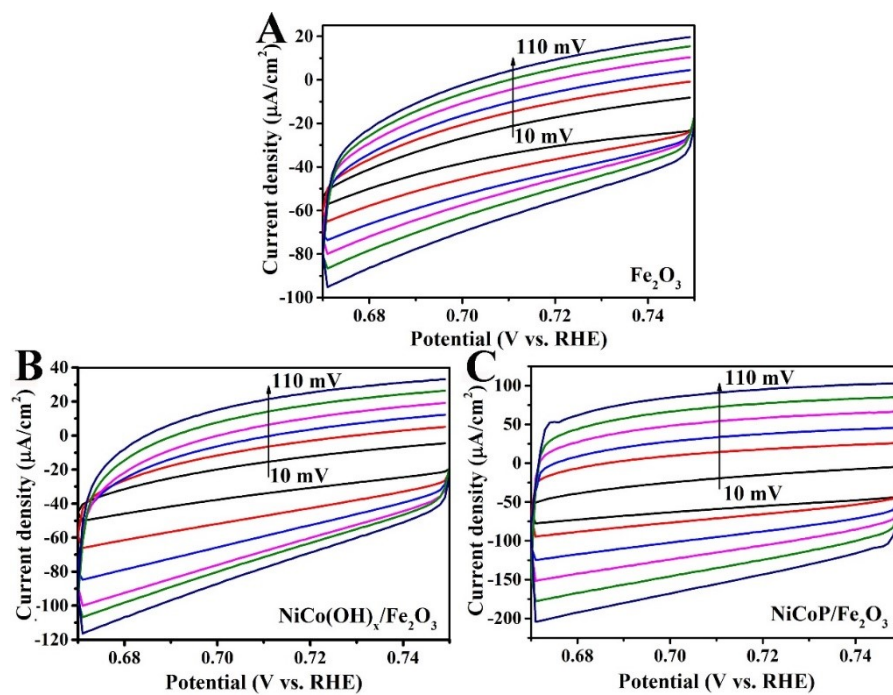 A
20
0
-20
-40
-60
-80
-100
Current density (μA/cm²)
110 mV
10 mV
Fe₂O₃
0.68 0.70 0.72 0.74
Potential (V vs. RHE)
B
40
20
0
-20
-40
-60
-80
-100
-120
Current density (μA/cm²)
110 mV
10 mV
NiCo(OH)ₓ/Fe₂O₃
0.68 0.70 0.72 0.74
Potential (V vs. RHE)
C
100
50
0
-50
-100
-150
-200
Current density (μA/cm²)
110 mV
10 mV
NiCoP/Fe₂O₃
0.68 0.70 0.72 0.74
Potential (V vs. RHE)